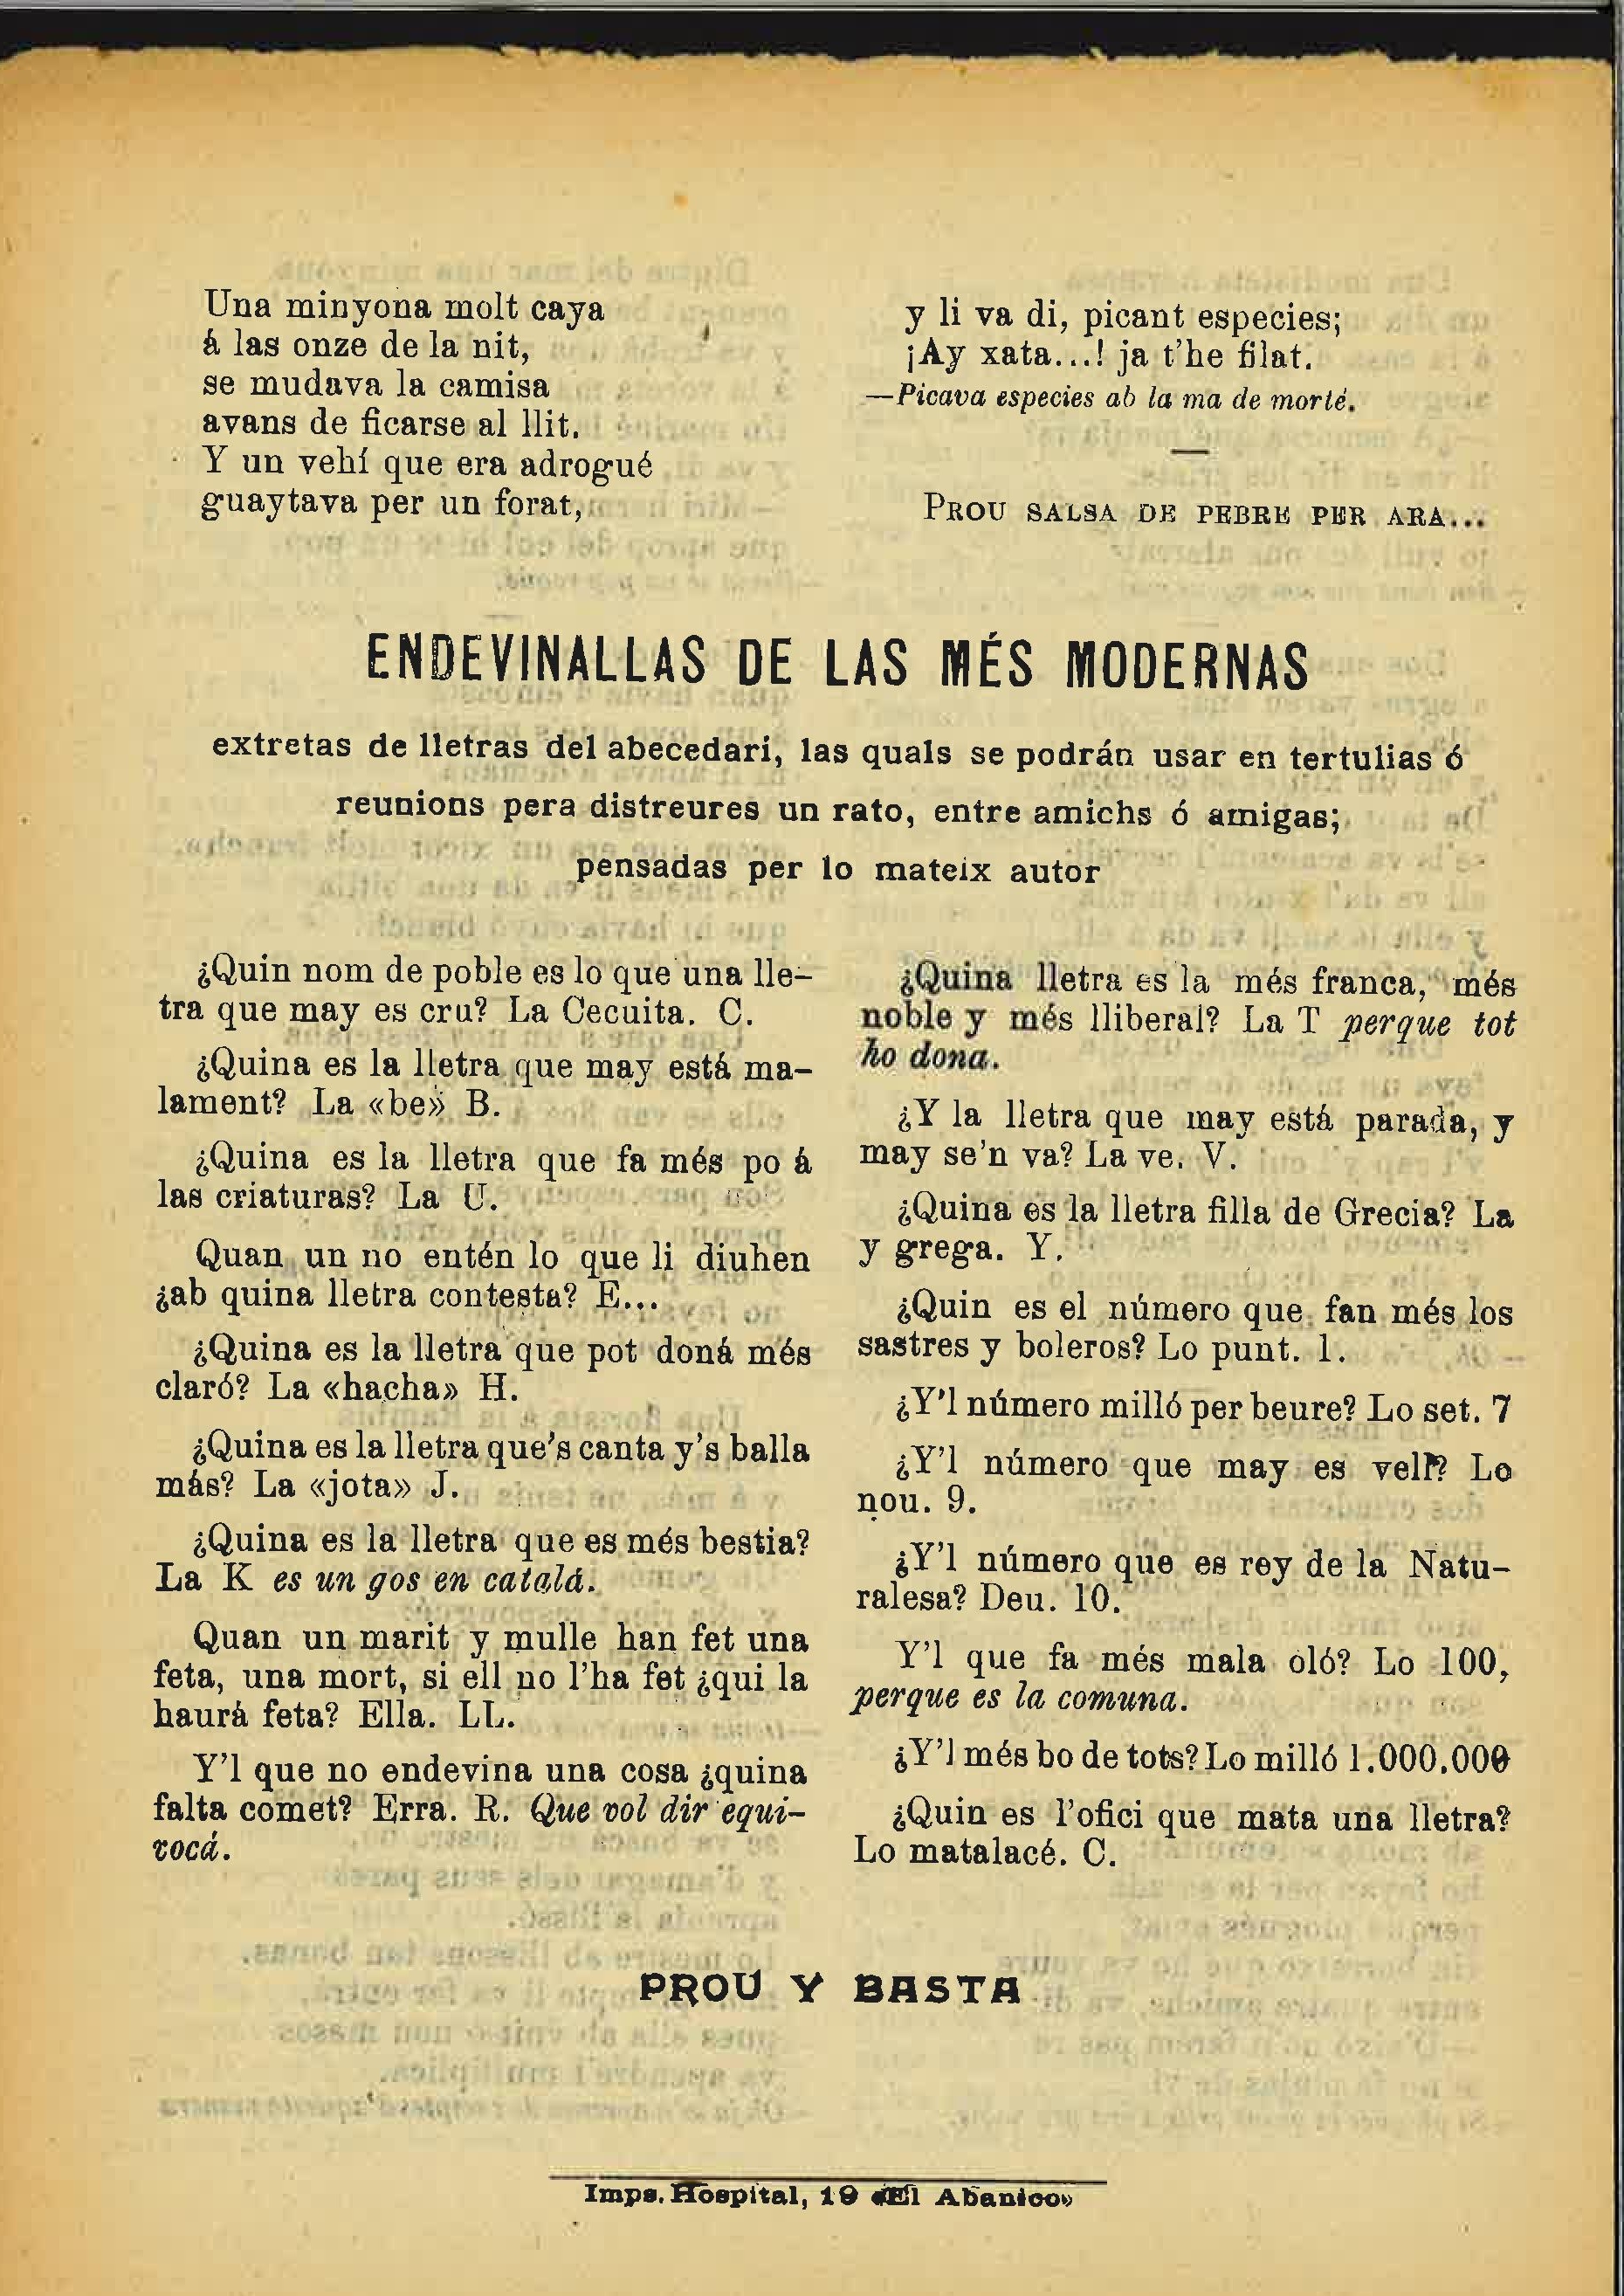 Una minyona molt caya
á las onze de la nit,
se mudava la camisa
avans de ficarse al llit.
Y un vehí que era adrogué
guaytava per un forat,
y li va di, picant especies;
¡Ay xata...! ja t'he filat.
—Picava especies ab la ma de morté.
PROU SALSA DE PEBRE PER ARA...
ENDEVINALLAS DE LAS MÉS MODERNAS
extretas de lletras del abecedari, las quals se podrán usar en tertulias ó
reunions pera distreures un rato, entre amichs ó amigas;
pensadas per lo mateix autor
¿Quin nom de poble es lo que una lle-
tra que may es cru? La Cecuita. C.
¿Quina es la lletra que may está ma-
lament? La «be» B.
¿Quina es la lletra que fa més po á
las criaturas? La U.
Quan un no entén lo que li diuhen
¿ab quina lletra contesta? E...
¿Quina es la lletra que pot doná més
claró? La «hacha» H.
¿Quina es la lletra que's canta y's balla
más? La «jota» J.
¿Quina es la lletra que es més bestia?
La K es un gos en catalá.
Quan un marit y mulle han fet una
feta, una mort, si ell no l'ha fet ¿qui la
haurá feta? Ella. LL.
Y'l que no endevina una cosa ¿quina
falta comet? Erra. R. Que vol dir equi-
vocá.
¿Quina lletra es la més franca, més
noble y més lliberal? La T perque tot
ho dona.
¿Y la lletra que may está parada, y
may se'n va? La ve. V.
¿Quina es la lletra filla de Grecia? La
y grega. Y.
¿Quin es el número que fan més los
sastres y boleros? Lo punt. 1.
¿Y'l número milló per beure? Lo set. 7
¿Y'l número que may es vell? Lo
nou. 9.
¿Y'l número que es rey de la Natu-
ralesa? Deu. 10.
Y'l que fa més mala oló? Lo 100,
perque es la comuna.
¿Y'l més bo de tots? Lo milló 1.000.000
¿Quin es l'ofici que mata una lletra?
Lo matalacé. C.
PROU Y BASTA
Imps. Hospital, 19 «El Abanico»